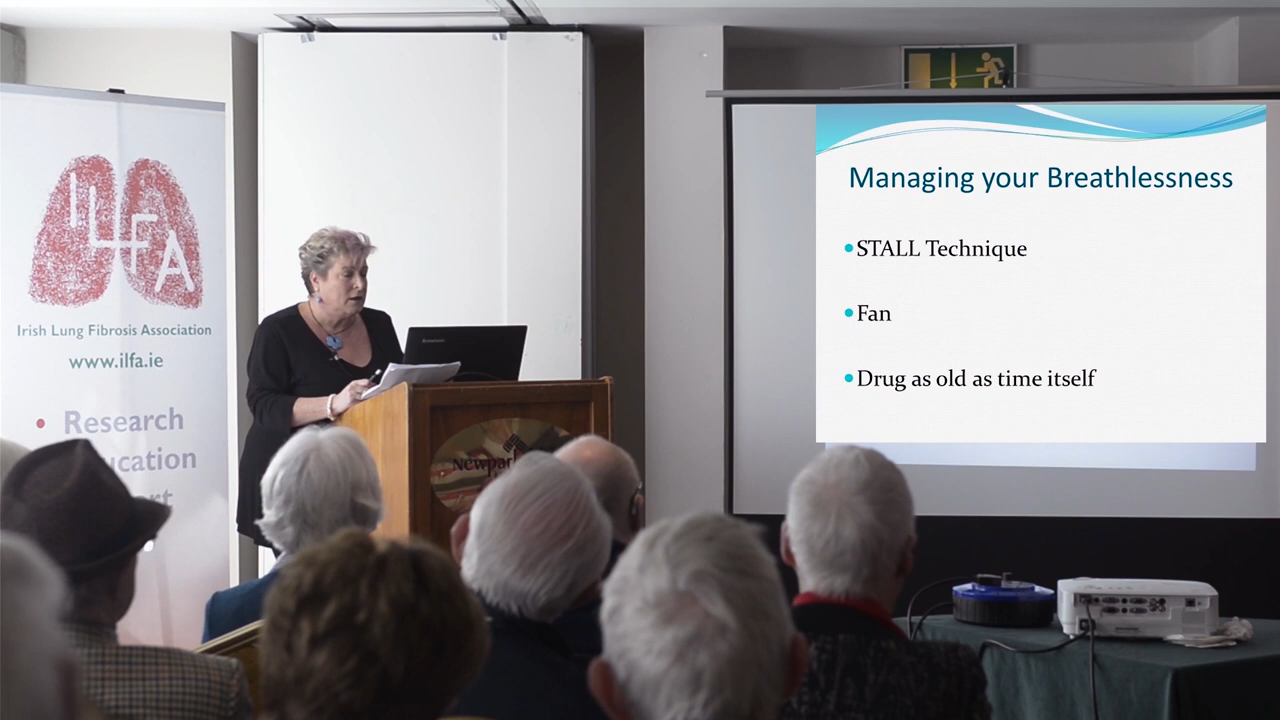 ILFA
Irish Lung Fibrosis Association
www.ilfa.ie
• Research
Managing your Breathlessness
• STALL Technique
• Fan
• Drug as old as time itself